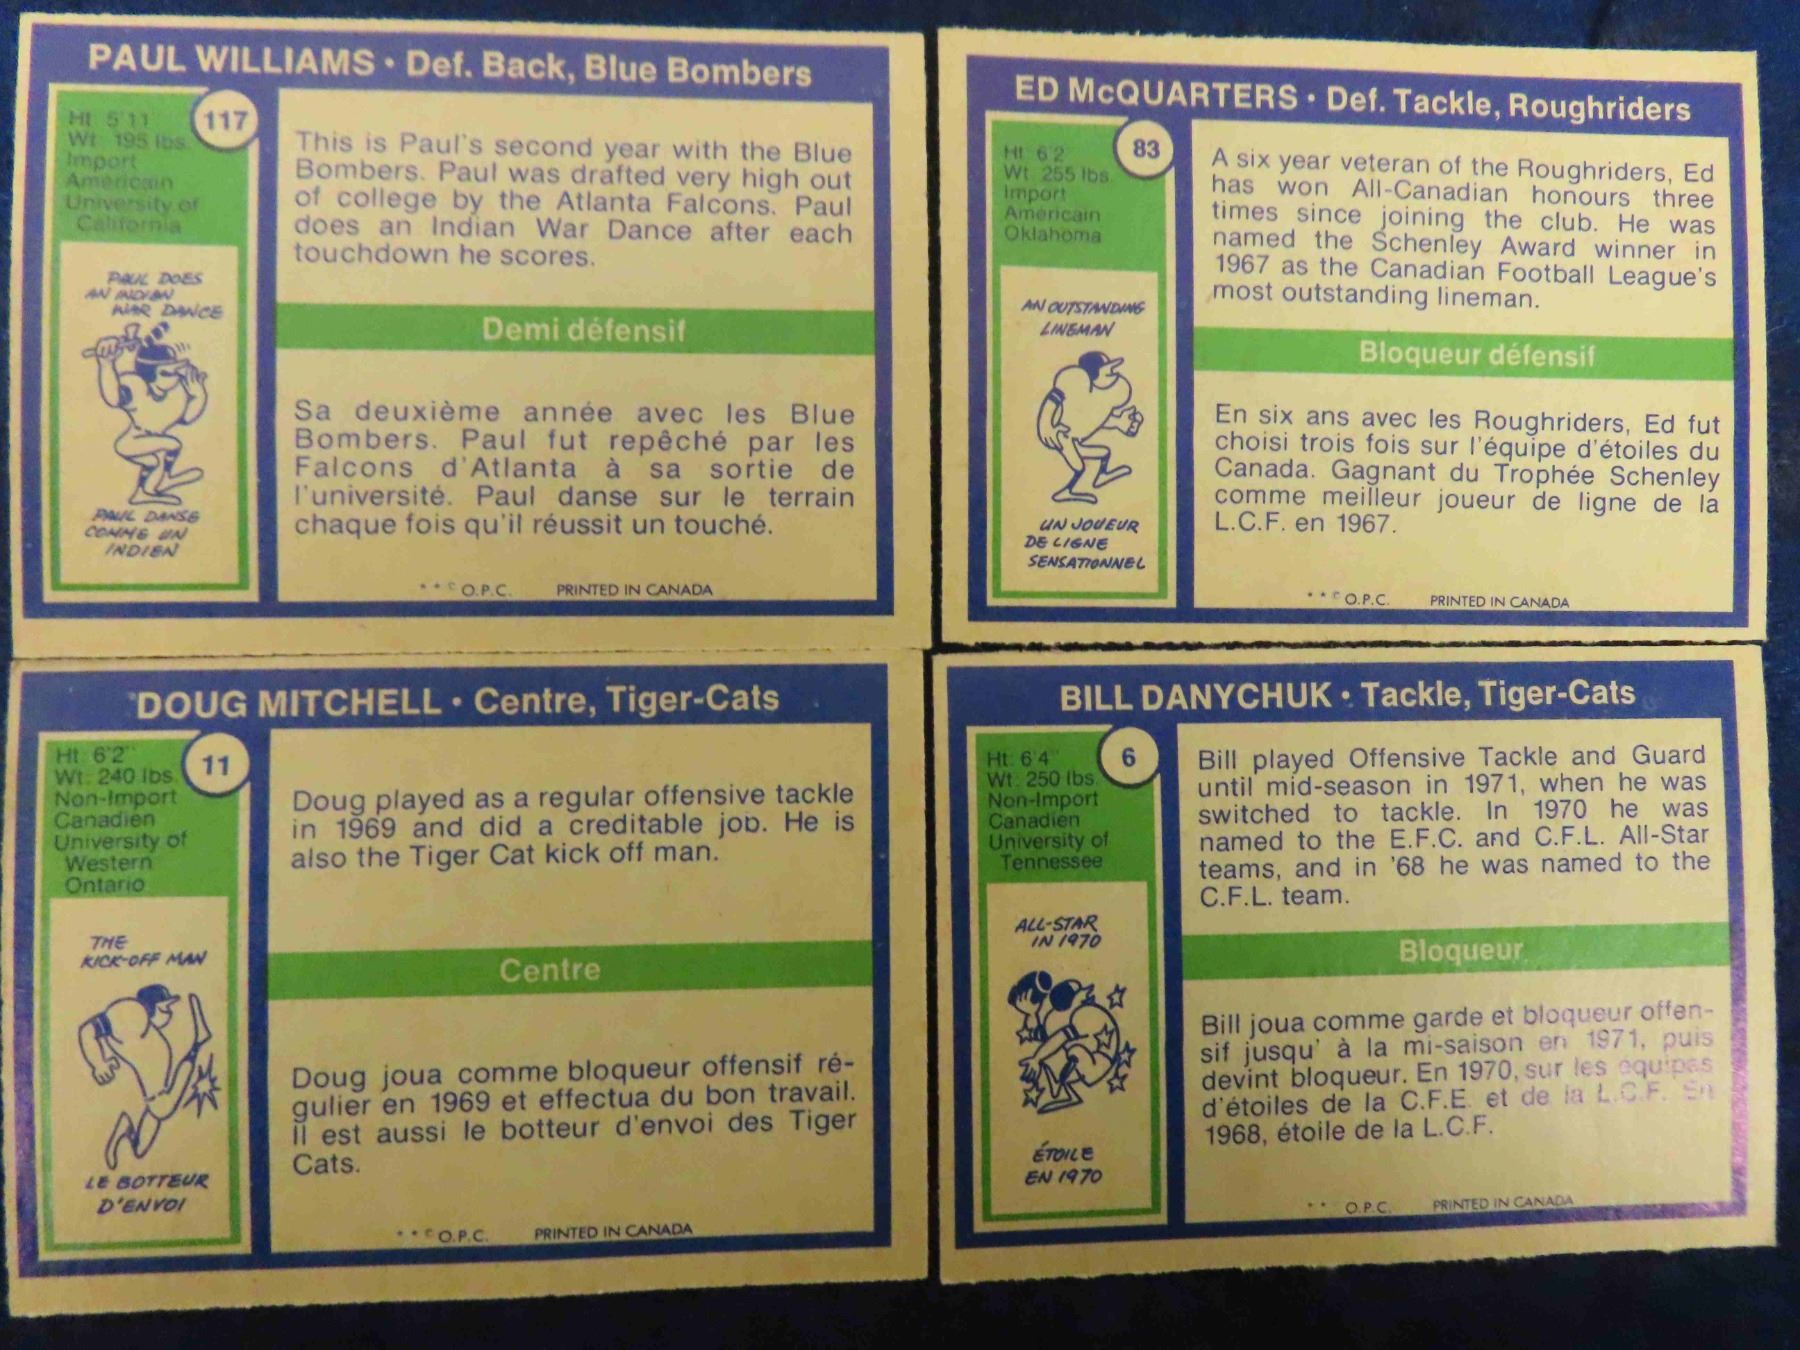 PAUL WILLIAMS • Def. Back, Blue Bombers
117
Ht 5'11
Wt. 195 lbs.
Import
Americain
University of
California
PAUL DOES
AN INDIAN
WAR DANCE
PAUL DANSE
COMME UN
INDIEN
This is Paul's second year with the Blue
Bombers. Paul was drafted very high out
of college by the Atlanta Falcons. Paul
does an Indian War Dance after each
touchdown he scores.
Demi défensif
Sa deuxième année avec les Blue
Bombers. Paul fut repêché par les
Falcons d'Atlanta à sa sortie de
l'université. Paul danse sur le terrain
chaque fois qu'il réussit un touché.
* * © O.P.C. PRINTED IN CANADA
ED McQUARTERS • Def. Tackle, Roughriders
83
Ht 6'2
Wt. 255 lbs.
Import
Americain
Oklahoma
AN OUTSTANDING
LINEMAN
UN JOUEUR
DE LIGNE
SENSATIONNEL
A six year veteran of the Roughriders, Ed
has won All-Canadian honours three
times since joining the club. He was
named the Schenley Award winner in
1967 as the Canadian Football League's
most outstanding lineman.
Bloqueur défensif
En six ans avec les Roughriders, Ed fut
choisi trois fois sur l'équipe d'étoiles du
Canada. Gagnant du Trophée Schenley
comme meilleur joueur de ligne de la
L.C.F. en 1967.
* * © O.P.C. PRINTED IN CANADA
DOUG MITCHELL • Centre, Tiger-Cats
11
Ht. 6'2"
Wt. 240 lbs.
Non-Import
Canadien
University of
Western
Ontario
THE
KICK-OFF MAN
LE BOTTEUR
D'ENVOI
Doug played as a regular offensive tackle
in 1969 and did a creditable job. He is
also the Tiger Cat kick off man.
Centre
Doug joua comme bloqueur offensif ré-
gulier en 1969 et effectua du bon travail.
Il est aussi le botteur d'envoi des Tiger
Cats.
* * © O.P.C. PRINTED IN CANADA
BILL DANYCHUK • Tackle, Tiger-Cats
6
Ht. 6'4"
Wt. 250 lbs.
Non-Import
Canadien
University of
Tennessee
ALL-STAR
IN 1970
ÉTOILE
EN 1970
Bill played Offensive Tackle and Guard
until mid-season in 1971, when he was
switched to tackle. In 1970 he was
named to the E.F.C. and C.F.L. All-Star
teams, and in '68 he was named to the
C.F.L. team.
Bloqueur
Bill joua comme garde et bloqueur offen-
sif jusqu' à la mi-saison en 1971, puis
devint bloqueur. En 1970, sur les équipes
d'étoiles de la C.F.E. et de la L.C.F. En
1968, étoile de la L.C.F.
* * O.P.C. PRINTED IN CANADA